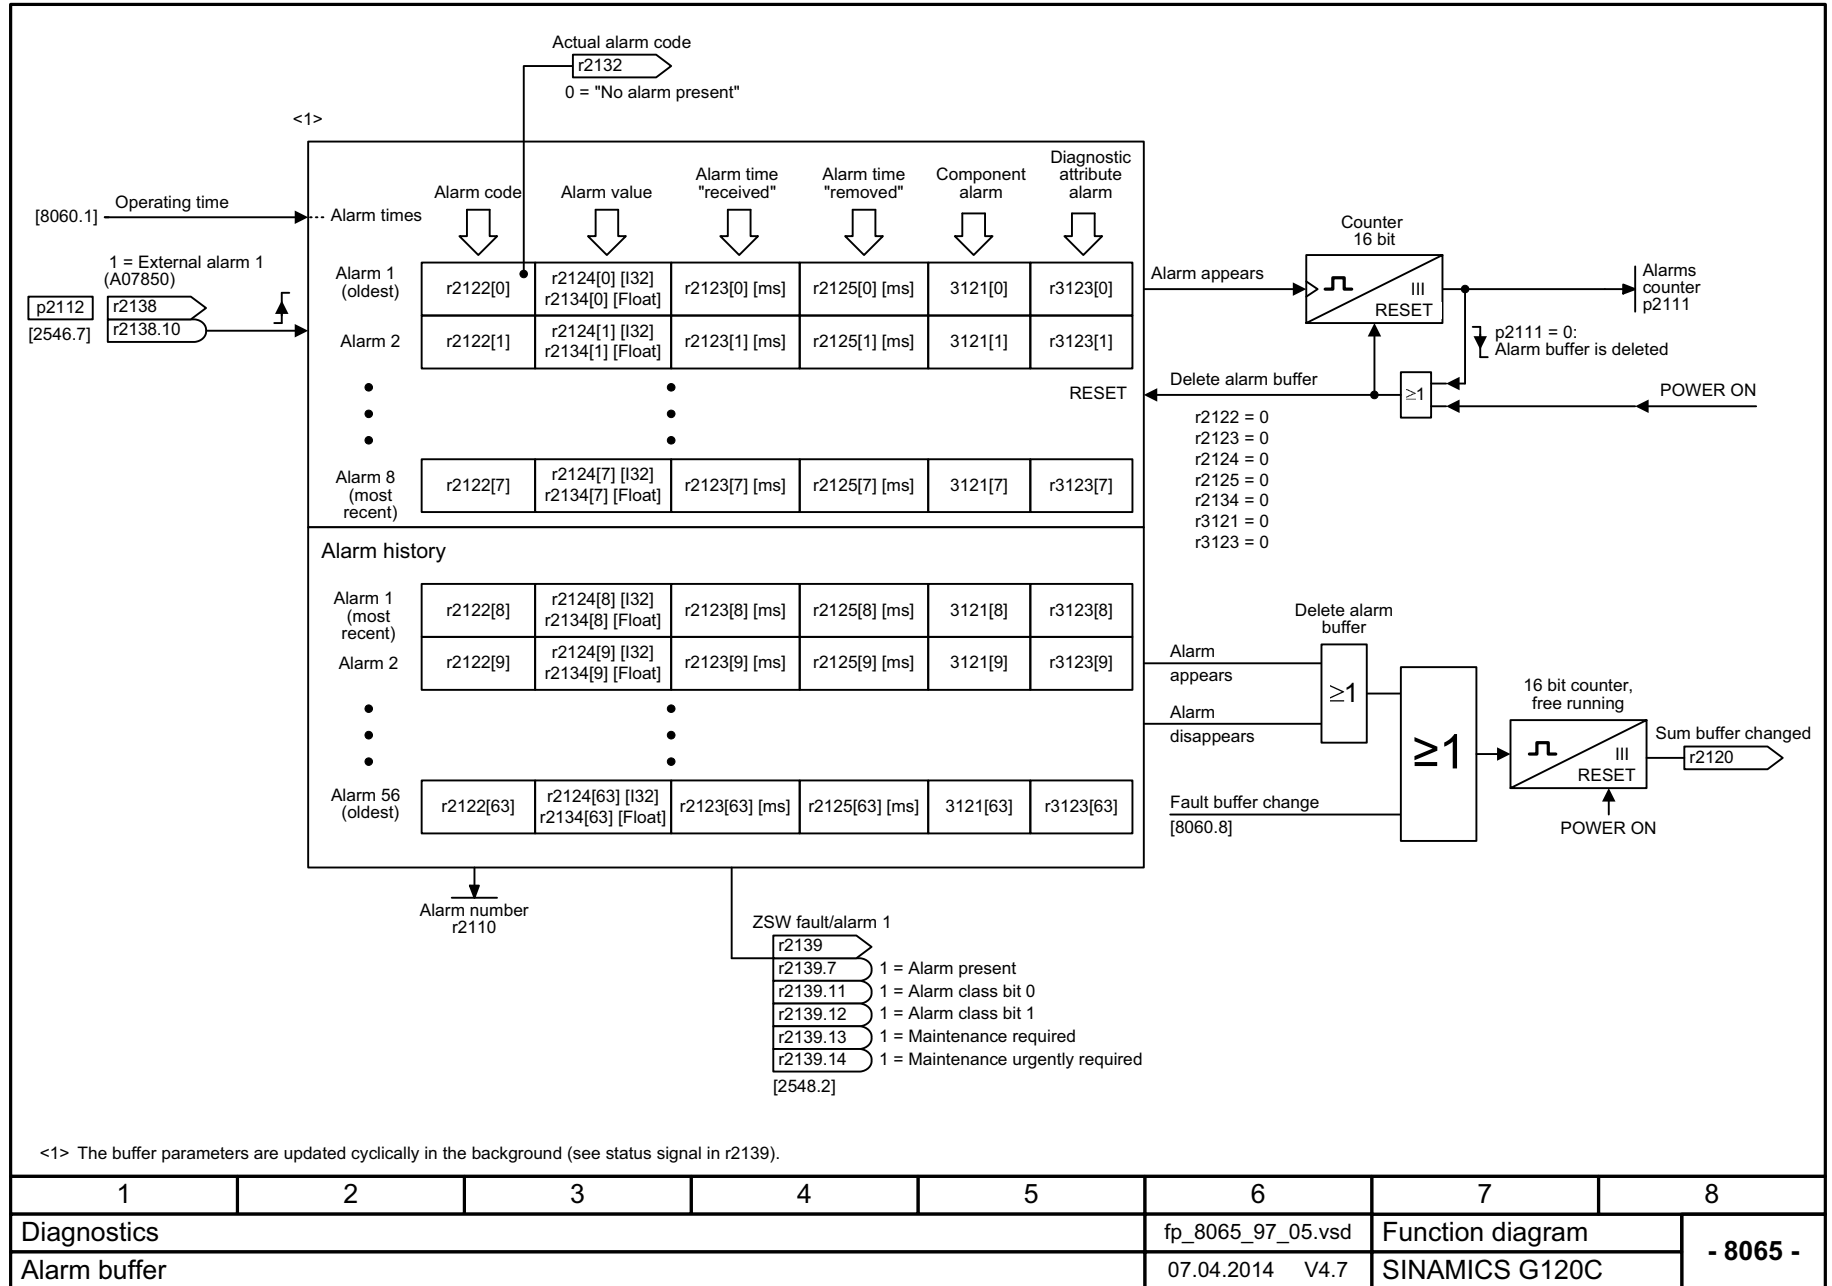 Actual alarm code
r2132
0 = "No alarm present"
<1>
Operating time
[8060.1]
1 = External alarm 1
(A07850)
p2112
r2138
[2546.7]
r2138.10
Alarm times
Alarm code
Alarm value
Alarm time
"received"
Alarm time
"removed"
Component
alarm
Diagnostic
attribute
alarm
Alarm 1
(oldest)
r2122[0]
r2124[0] [I32]
r2134[0] [Float]
r2123[0] [ms]
r2125[0] [ms]
3121[0]
r3123[0]
Alarm 2
r2122[1]
r2124[1] [I32]
r2134[1] [Float]
r2123[1] [ms]
r2125[1] [ms]
3121[1]
r3123[1]
RESET
Alarm 8
(most
recent)
r2122[7]
r2124[7] [I32]
r2134[7] [Float]
r2123[7] [ms]
r2125[7] [ms]
3121[7]
r3123[7]
Alarm history
Alarm 1
(most
recent)
r2122[8]
r2124[8] [I32]
r2134[8] [Float]
r2123[8] [ms]
r2125[8] [ms]
3121[8]
r3123[8]
Alarm 2
r2122[9]
r2124[9] [I32]
r2134[9] [Float]
r2123[9] [ms]
r2125[9] [ms]
3121[9]
r3123[9]
Alarm 56
(oldest)
r2122[63]
r2124[63] [I32]
r2134[63] [Float]
r2123[63] [ms]
r2125[63] [ms]
3121[63]
r3123[63]
Alarm number
r2110
ZSW fault/alarm 1
r2139
r2139.7 1 = Alarm present
r2139.11 1 = Alarm class bit 0
r2139.12 1 = Alarm class bit 1
r2139.13 1 = Maintenance required
r2139.14 1 = Maintenance urgently required
[2548.2]
Alarm appears
Counter
16 bit
III
RESET
Alarms
counter
p2111
p2111 = 0:
Alarm buffer is deleted
Delete alarm buffer
≥1
POWER ON
r2122 = 0
r2123 = 0
r2124 = 0
r2125 = 0
r2134 = 0
r3121 = 0
r3123 = 0
Delete alarm
buffer
Alarm
appears
≥1
Alarm
disappears
≥1
Fault buffer change
[8060.8]
16 bit counter,
free running
III
RESET
POWER ON
Sum buffer changed
r2120
<1> The buffer parameters are updated cyclically in the background (see status signal in r2139).
1 2 3 4 5 6 7 8
Diagnostics
fp_8065_97_05.vsd
Function diagram
- 8065 -
Alarm buffer
07.04.2014 V4.7
SINAMICS G120C